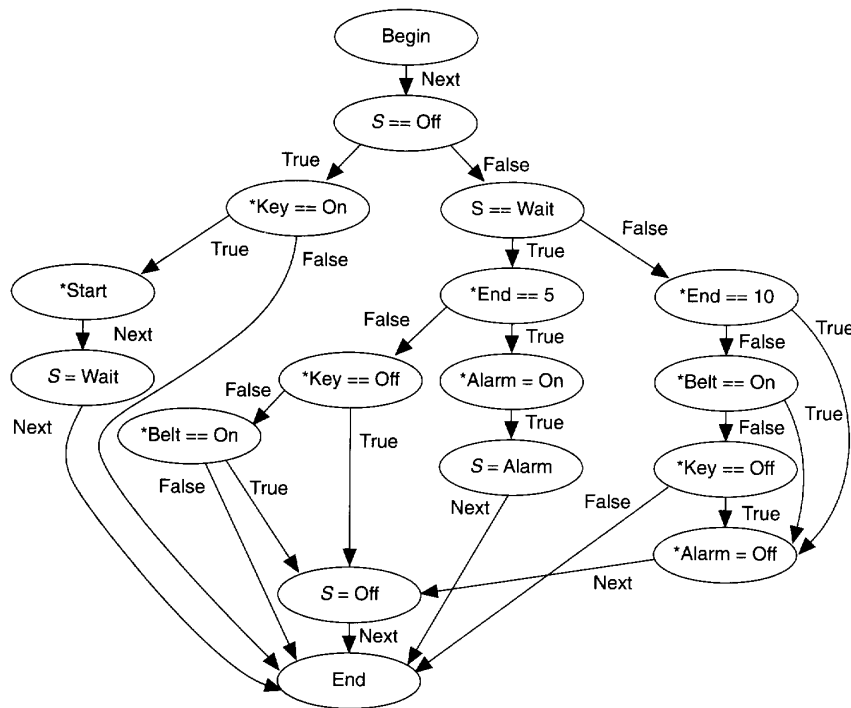 Begin
Next
S == Off
True
False
*Key == On
S == Wait
True
False
True
False
*Start
*End == 5
*End == 10
Next
False
True
False
True
S = Wait
*Key == Off
*Alarm = On
*Belt == On
Next
False
True
False
True
*Belt == On
True
S = Alarm
*Key == Off
False
True
Next
False
True
*Alarm = Off
S = Off
Next
Next
End